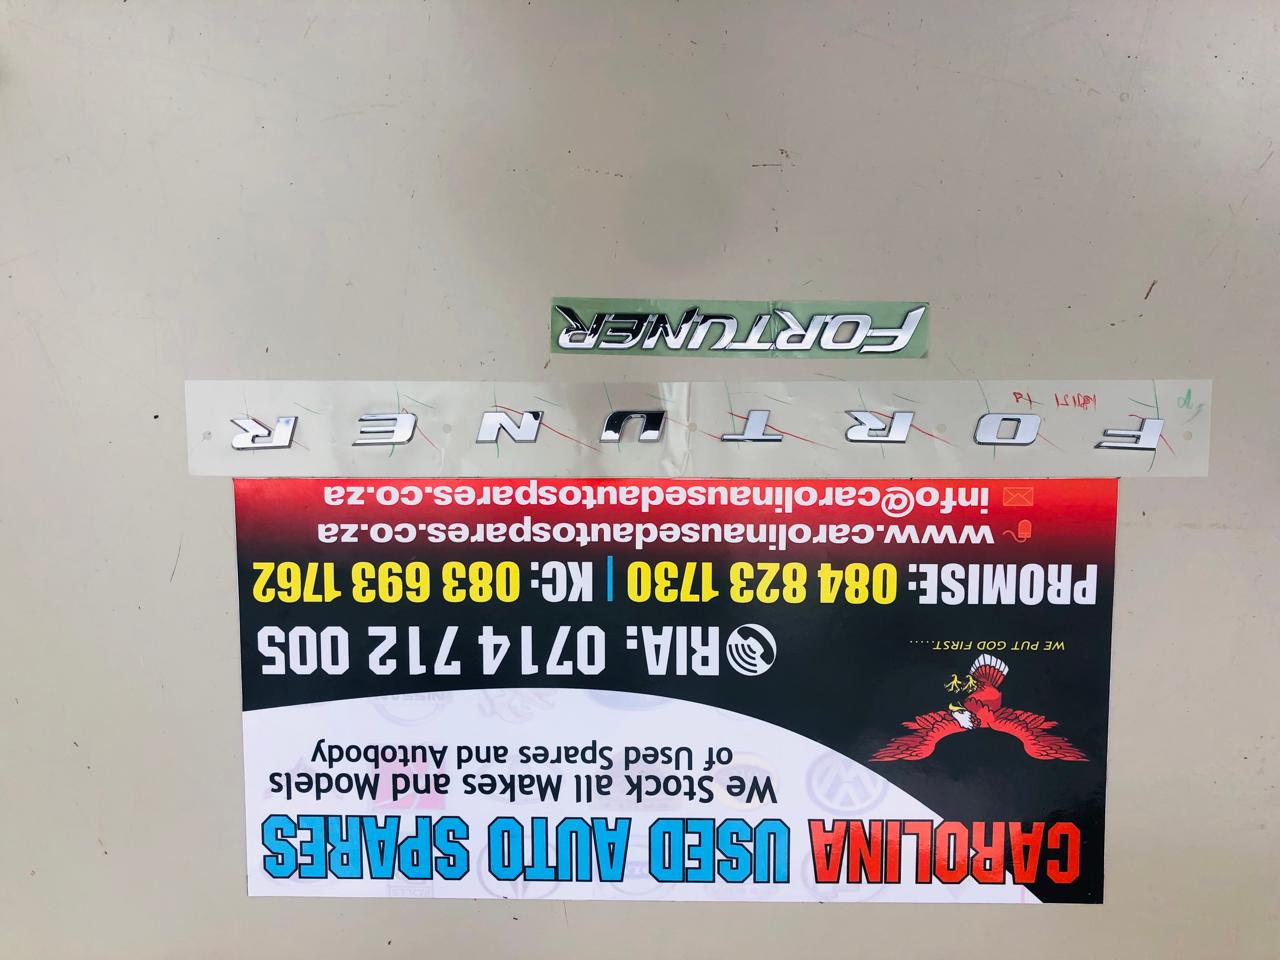 CAROLINA USED AUTO SPARES
We Stock all Makes and Models
of Used Spares and Autobody
RIA: 0714 712 005
WE PUT GOD FIRST......
PROMISE: 084 823 1730 | KC: 083 693 1762
www.carolinausedautospares.co.za
info@carolinausedautospares.co.za
F O R T U N E R
FORTUNER